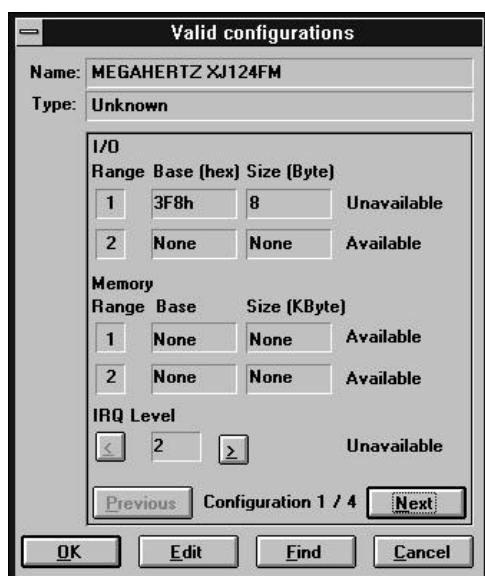 Valid configurations
Name: MEGAHERTZ XJ124FM
Type: Unknown
I/O
Range Base (hex) Size (Byte)
1 3F8h 8 Unavailable
2 None None Available
Memory
Range Base Size (KByte)
1 None None Available
2 None None Available
IRQ Level
< 2 > Unavailable
Previous Configuration 1 / 4 Next
OK Edit Find Cancel